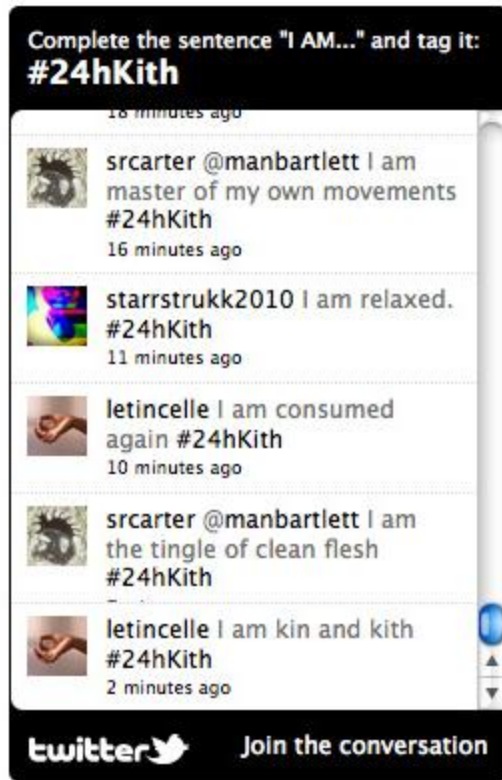 Complete the sentence "I AM..." and tag it:
#24hKith
18 minutes ago
srcarter @manbartlett I am
master of my own movements
#24hKith
16 minutes ago
starrstrukk2010 I am relaxed.
#24hKith
11 minutes ago
letincelle I am consumed
again #24hKith
10 minutes ago
srcarter @manbartlett I am
the tingle of clean flesh
#24hKith
letincelle I am kin and kith
#24hKith
2 minutes ago
twitter Join the conversation